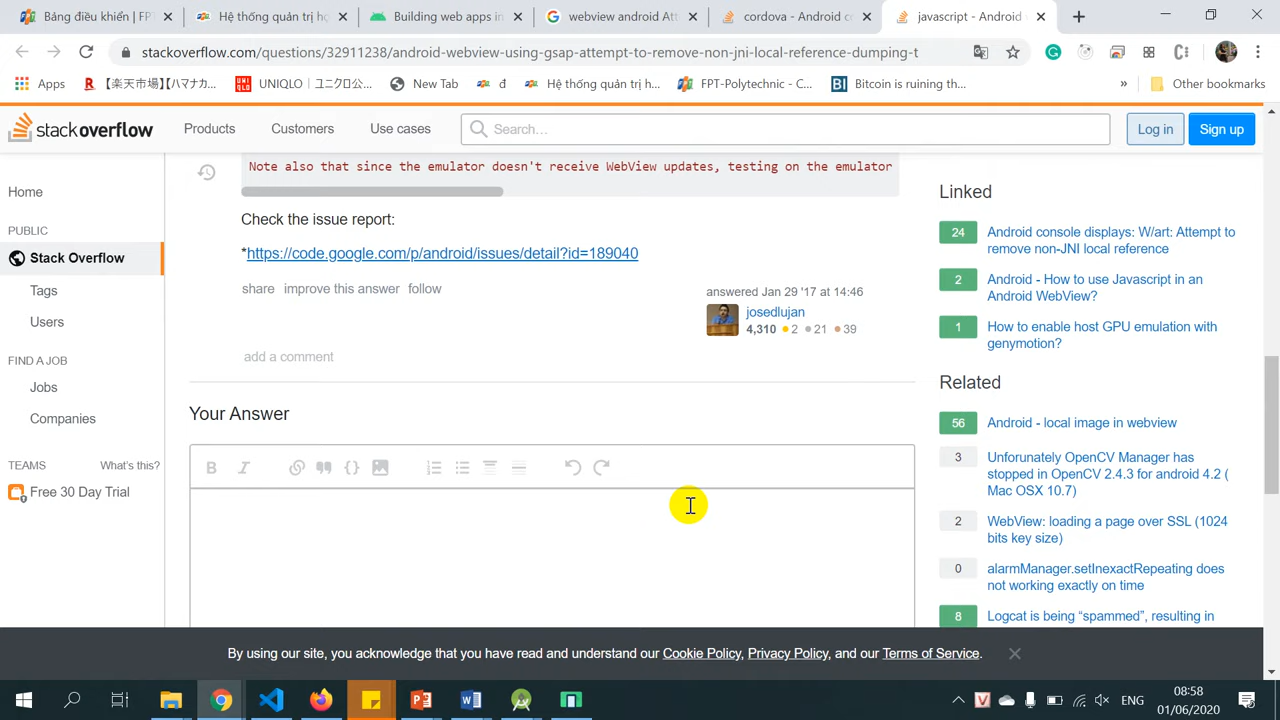 Bảng điều khiển | FPT
Hệ thống quản trị họ
Building web apps in
webview android Att
cordova - Android co
javascript - Android
stackoverflow.com/questions/32911238/android-webview-using-gsap-attempt-to-remove-non-jni-local-reference-dumping-t
Apps
【楽天市場】【ハマナカ...
UNIQLO｜ユニクロ｜...
New Tab
đ
Hệ thống quản trị h...
FPT-Polytechnic - C...
Bitcoin is ruining th...
»
Other bookmarks
stackoverflow
Products
Customers
Use cases
Search...
Log in
Sign up
Home
PUBLIC
Stack Overflow
Tags
Users
FIND A JOB
Jobs
Companies
TEAMS
What's this?
Free 30 Day Trial
Note also that since the emulator doesn't receive WebView updates, testing on the emulator
Check the issue report:
*https://code.google.com/p/android/issues/detail?id=189040
share improve this answer follow
answered Jan 29 '17 at 14:46
josedlujan
4,310 2 21 39
add a comment
Your Answer
B I
Linked
24 Android console displays: W/art: Attempt to
remove non-JNI local reference
2 Android - How to use Javascript in an
Android WebView?
1 How to enable host GPU emulation with
genymotion?
Related
56 Android - local image in webview
3 Unforunately OpenCV Manager has
stopped in OpenCV 2.4.3 for android 4.2 (
Mac OSX 10.7)
2 WebView: loading a page over SSL (1024
bits key size)
0 alarmManager.setInexactRepeating does
not working exactly on time
8 Logcat is being “spammed”, resulting in
By using our site, you acknowledge that you have read and understand our Cookie Policy, Privacy Policy, and our Terms of Service.
ENG
08:58
01/06/2020